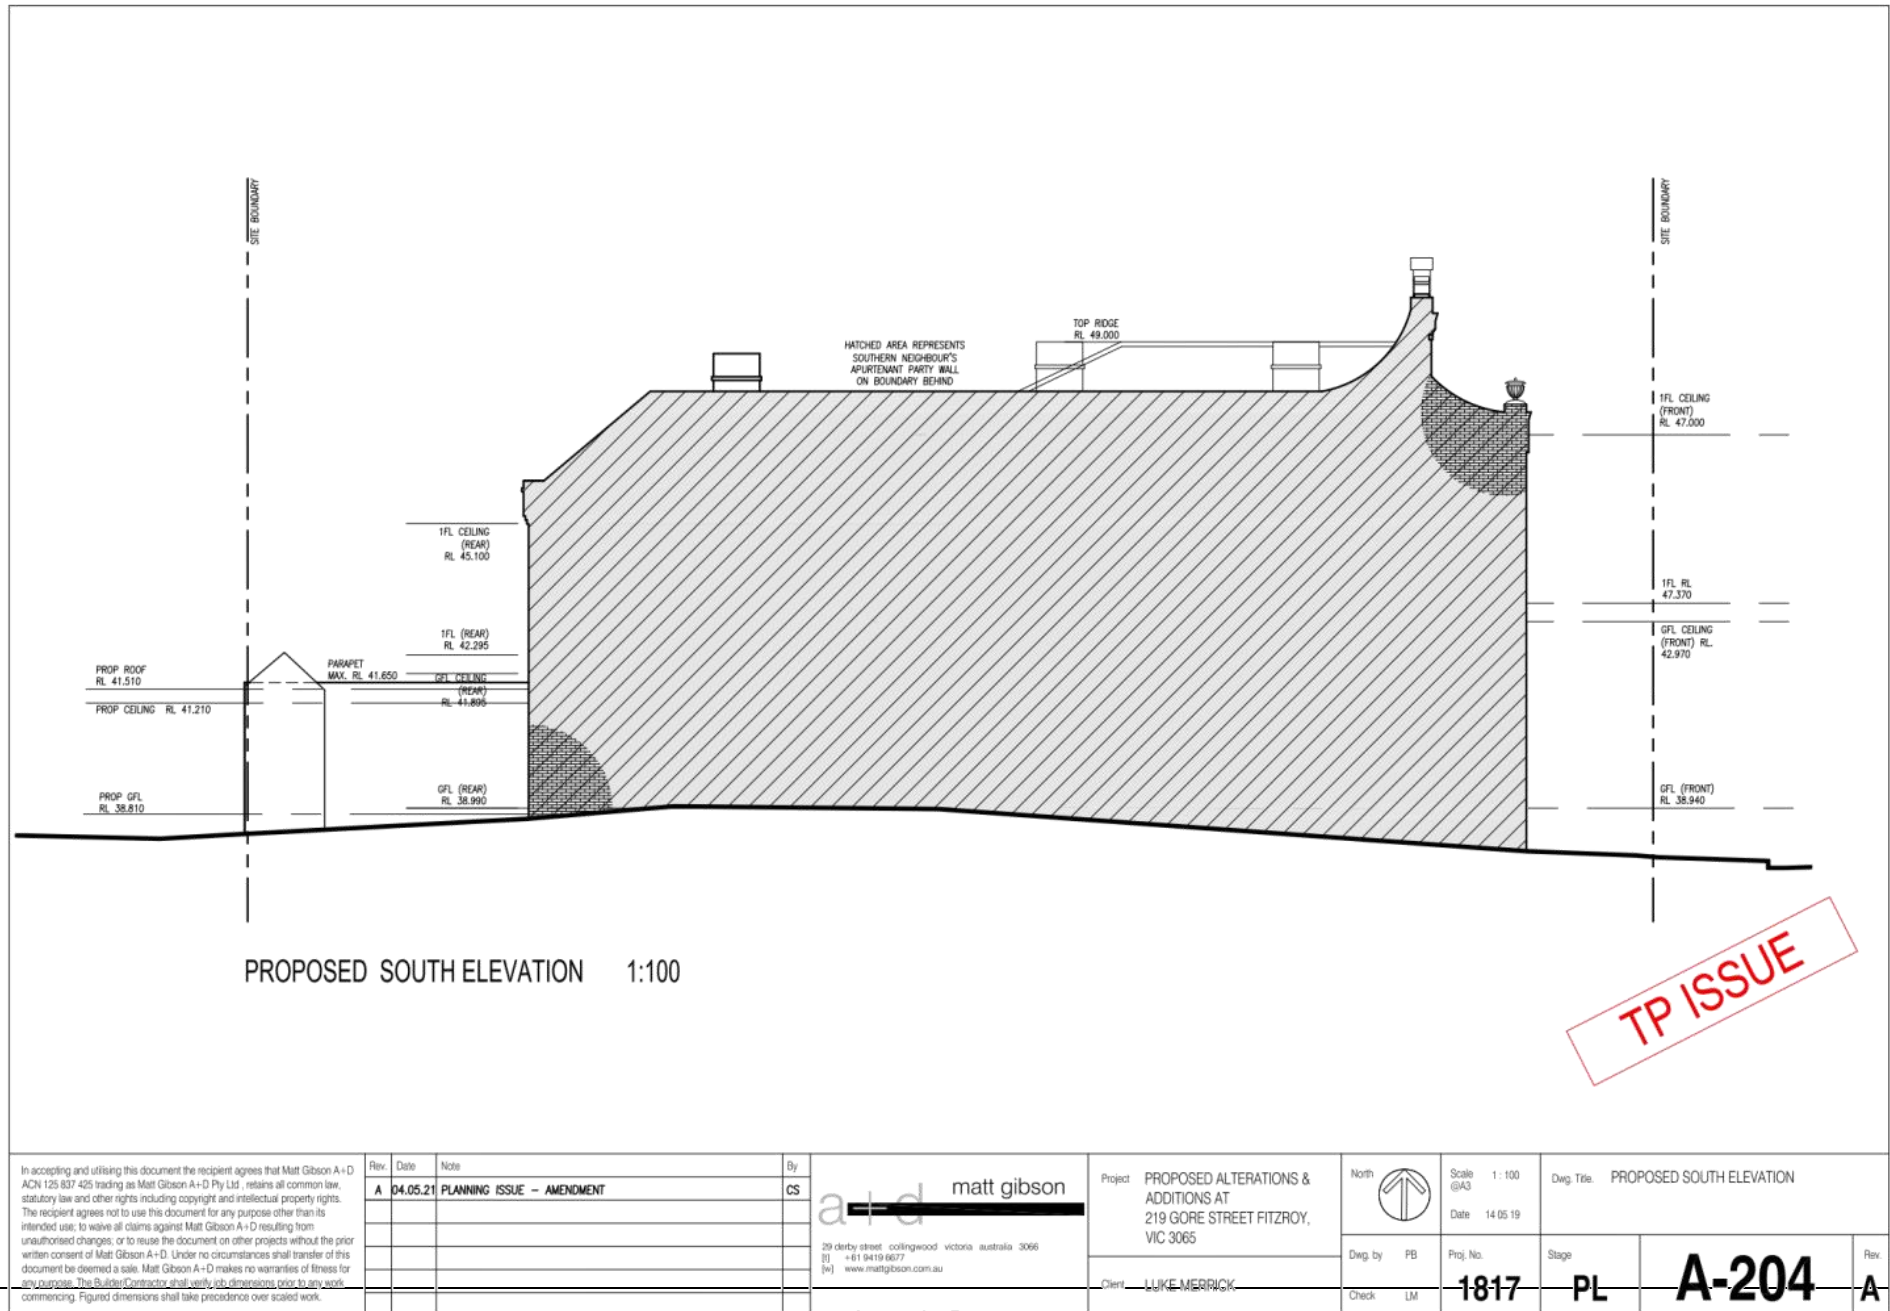 SITE BOUNDARY
SITE BOUNDARY
TOP RIDGE
RL 49.000
HATCHED AREA REPRESENTS
SOUTHERN NEIGHBOUR'S
APURTENANT PARTY WALL
ON BOUNDARY BEHIND
1FL CEILING
(FRONT)
RL 47.000
1FL CEILING
(REAR)
RL 45.100
1FL RL
47.370
GFL CEILING
(FRONT) RL.
42.970
1FL (REAR)
RL 42.295
PROP ROOF
RL 41.510
PARAPET
MAX. RL 41.650
GFL CEILING
(REAR)
RL 41.895
PROP CEILING RL 41.210
PROP GFL
RL 38.810
GFL (REAR)
RL 38.990
GFL (FRONT)
RL 38.940
PROPOSED SOUTH ELEVATION 1:100
TP ISSUE
In accepting and utilising this document the recipient agrees that Matt Gibson A+D
ACN 125 837 425 trading as Matt Gibson A+D Pty Ltd , retains all common law,
statutory law and other rights including copyright and intellectual property rights.
The recipient agrees not to use this document for any purpose other than its
intended use; to waive all claims against Matt Gibson A+D resulting from
unauthorised changes; or to reuse the document on other projects without the prior
written consent of Matt Gibson A+D. Under no circumstances shall transfer of this
document be deemed a sale. Matt Gibson A+D makes no warranties of fitness for
any purpose. The Builder/Contractor shall verify job dimensions prior to any work
commencing. Figured dimensions shall take precedence over scaled work.
Rev. Date Note By
A 04.05.21 PLANNING ISSUE - AMENDMENT CS
a+d matt gibson
29 derby street collingwood victoria australia 3066
[t] +61 9419 6677
[w] www.mattgibson.com.au
Project PROPOSED ALTERATIONS &
ADDITIONS AT
219 GORE STREET FITZROY,
VIC 3065
Client LUKE MERRICK
North
Scale 1 : 100
@A3
Date 14 05 19
Dwg. Title. PROPOSED SOUTH ELEVATION
Dwg. by PB
Check LM
Proj. No.
1817
Stage
PL
A-204
Rev.
A